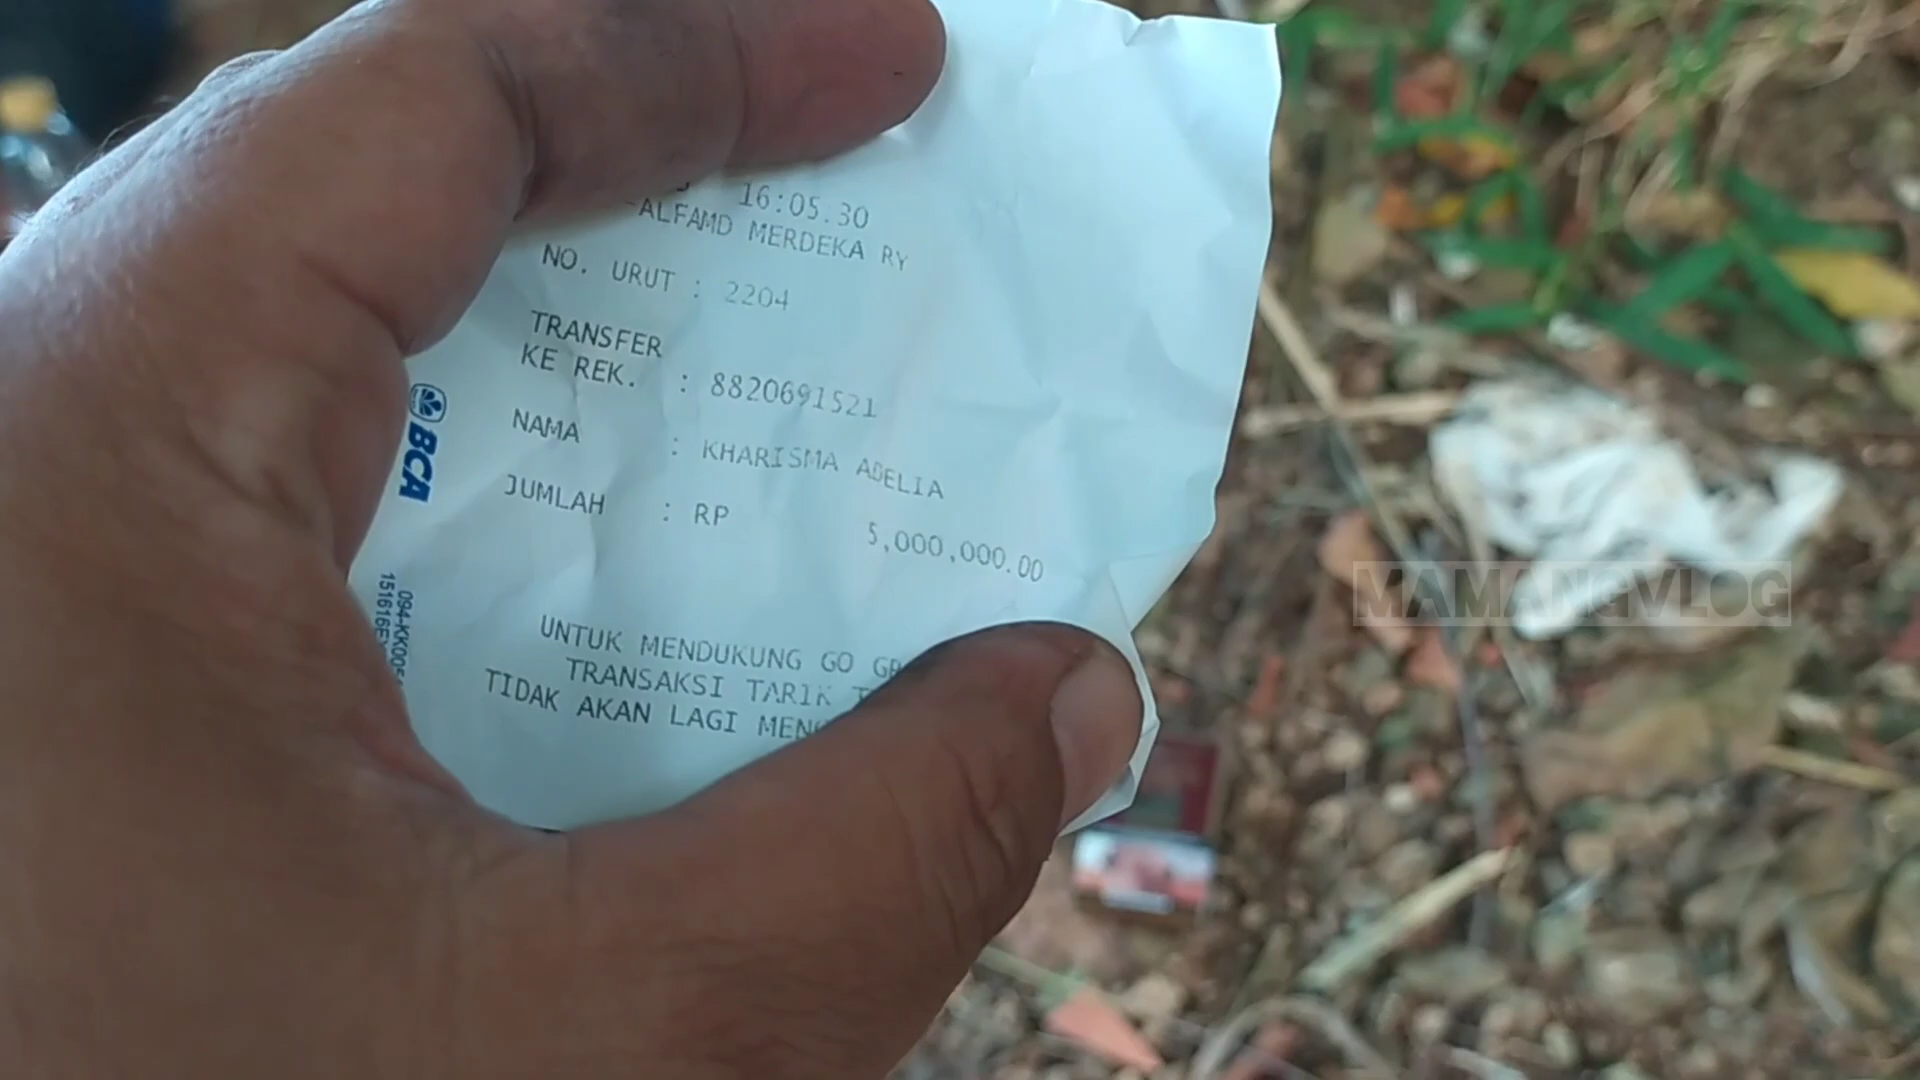 16:05.30
-ALFAMD MERDEKA RY
NO. URUT : 2204
TRANSFER
KE REK. : 8820691521
NAMA : KHARISMA ADELIA
JUMLAH : RP 5,000,000.00
UNTUK MENDUKUNG GO
TRANSAKSI TARIK
TIDAK AKAN LAGI
BCA
MAMANGVLOG